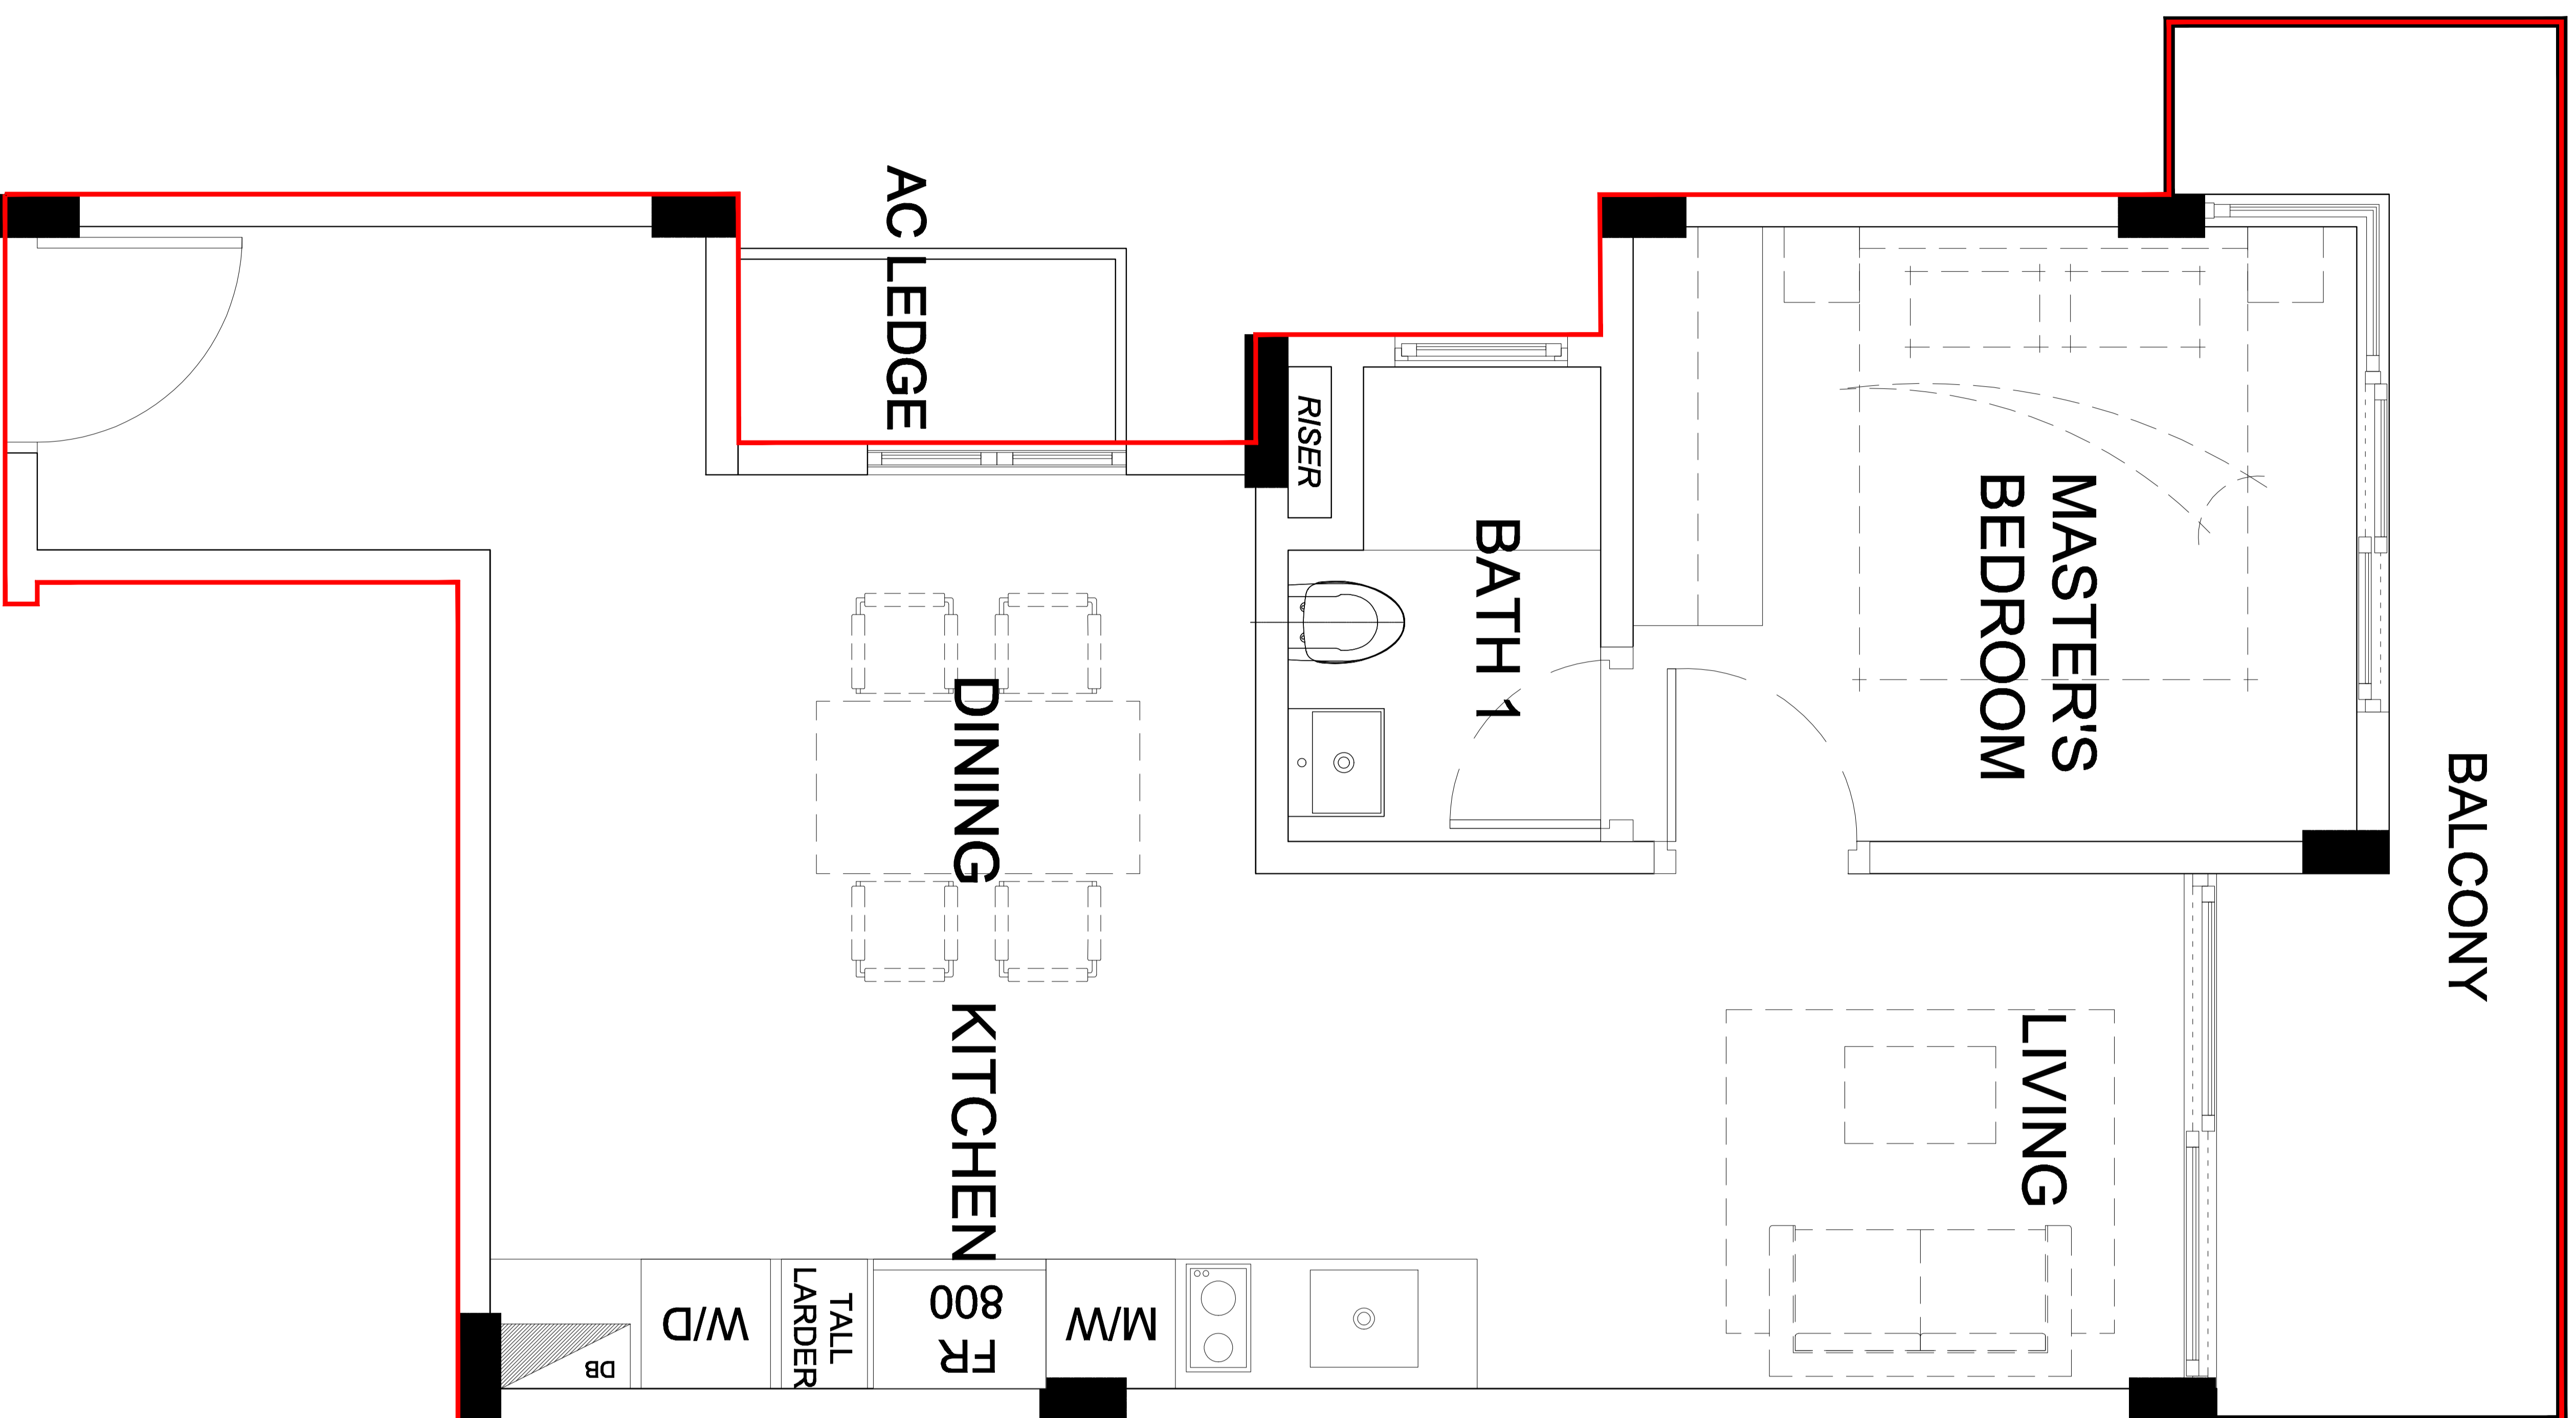 AC LEDGE
RISER
BATH 1
MASTER'S
BEDROOM
BALCONY
DINING
KITCHEN
LIVING
DB
W/D
TALL
LARDER
FR
800
M/W